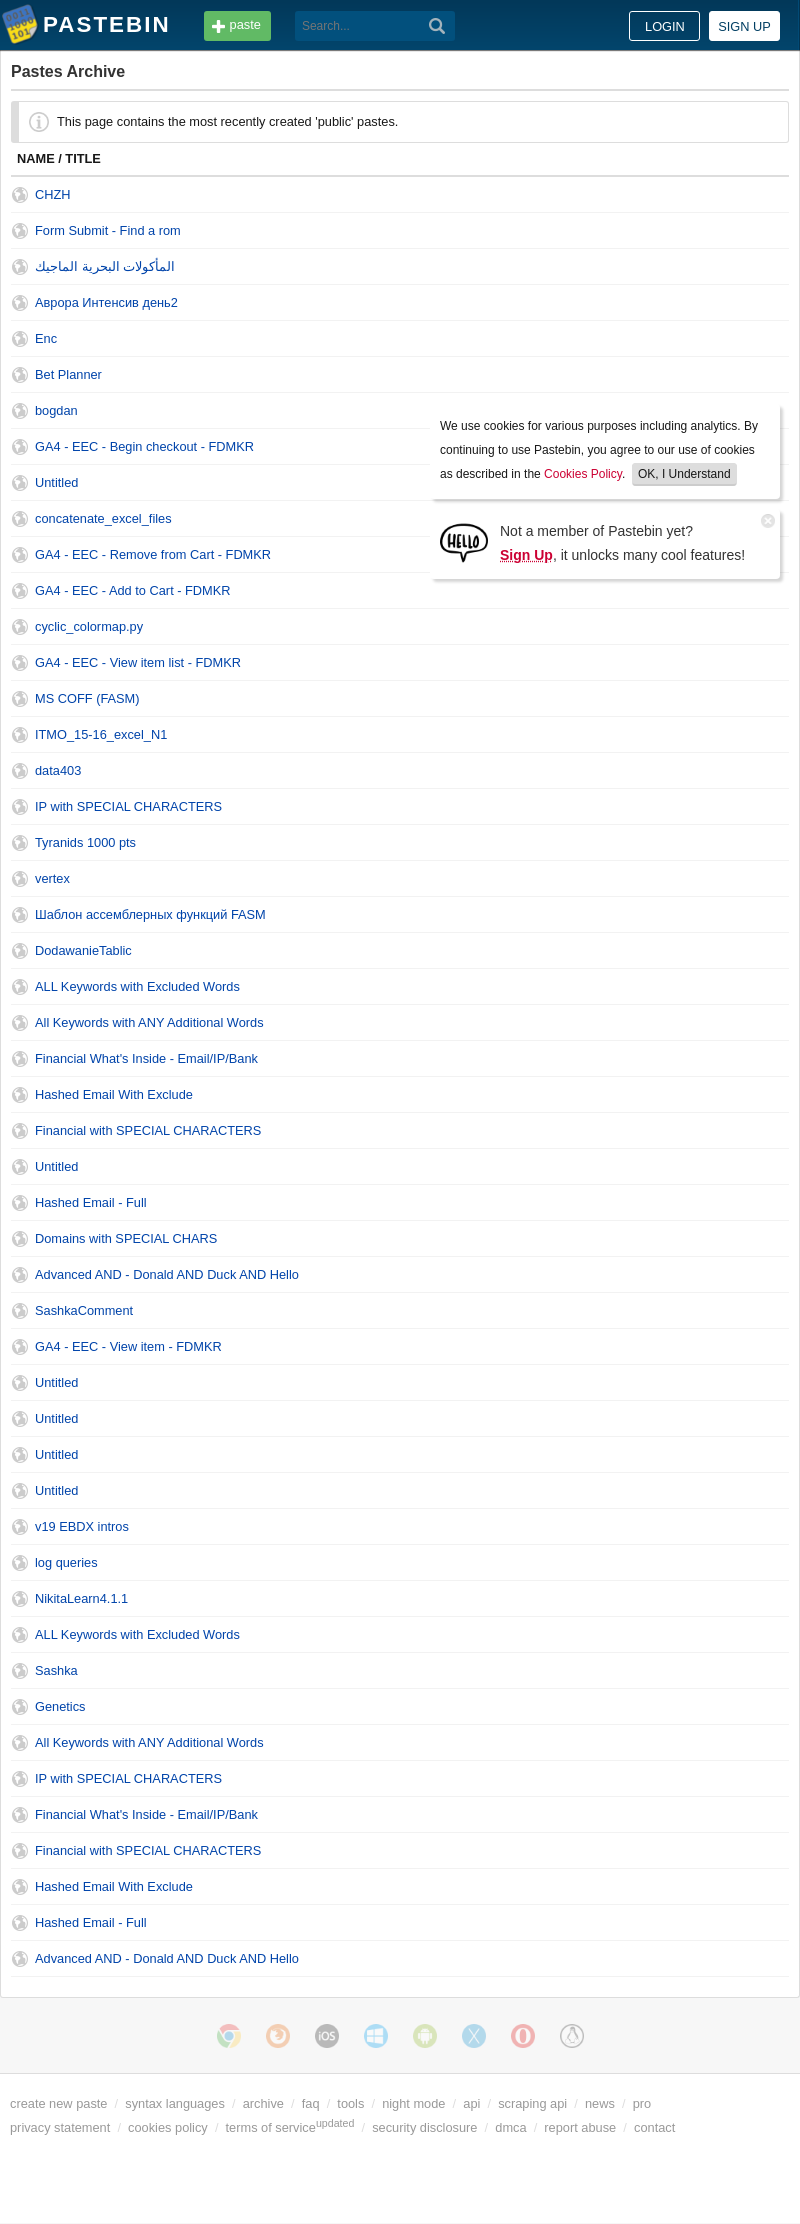 PASTEBIN
paste
Search...
LOGIN
SIGN UP
Pastes Archive
This page contains the most recently created 'public' pastes.
NAME / TITLE
CHZH
Form Submit - Find a rom
المأكولات البحرية الماجيك
Аврора Интенсив день2
Enc
Bet Planner
bogdan
GA4 - EEC - Begin checkout - FDMKR
Untitled
concatenate_excel_files
GA4 - EEC - Remove from Cart - FDMKR
GA4 - EEC - Add to Cart - FDMKR
cyclic_colormap.py
GA4 - EEC - View item list - FDMKR
MS COFF (FASM)
ITMO_15-16_excel_N1
data403
IP with SPECIAL CHARACTERS
Tyranids 1000 pts
vertex
Шаблон ассемблерных функций FASM
DodawanieTablic
ALL Keywords with Excluded Words
All Keywords with ANY Additional Words
Financial What's Inside - Email/IP/Bank
Hashed Email With Exclude
Financial with SPECIAL CHARACTERS
Untitled
Hashed Email - Full
Domains with SPECIAL CHARS
Advanced AND - Donald AND Duck AND Hello
SashkaComment
GA4 - EEC - View item - FDMKR
Untitled
Untitled
Untitled
Untitled
v19 EBDX intros
log queries
NikitaLearn4.1.1
ALL Keywords with Excluded Words
Sashka
Genetics
All Keywords with ANY Additional Words
IP with SPECIAL CHARACTERS
Financial What's Inside - Email/IP/Bank
Financial with SPECIAL CHARACTERS
Hashed Email With Exclude
Hashed Email - Full
Advanced AND - Donald AND Duck AND Hello
We use cookies for various purposes including analytics. By
continuing to use Pastebin, you agree to our use of cookies
as described in the Cookies Policy. OK, I Understand
HELLO
Not a member of Pastebin yet?
Sign Up, it unlocks many cool features!
iOS
create new paste / syntax languages / archive / faq / tools / night mode / api / scraping api / news / pro
privacy statement / cookies policy / terms of service updated / security disclosure / dmca / report abuse / contact